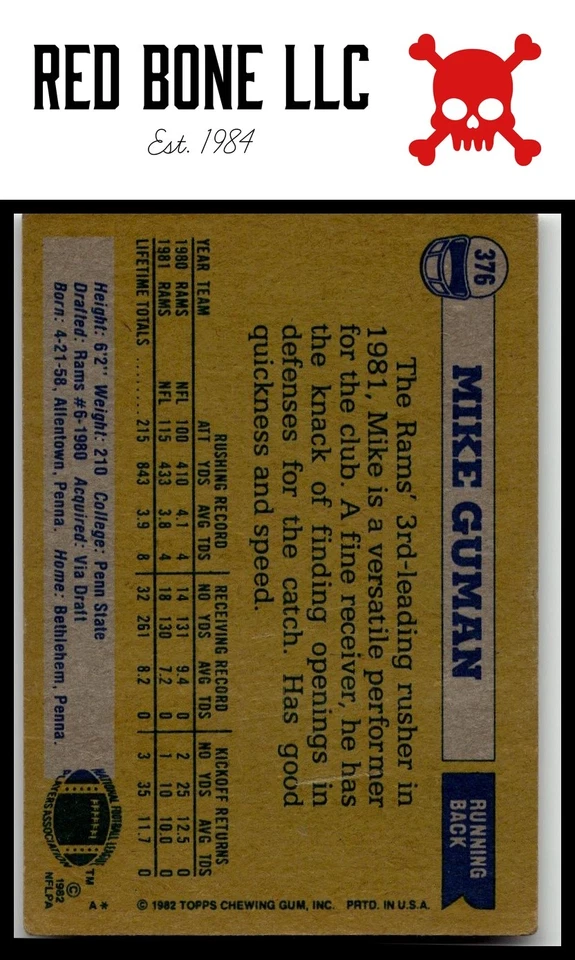 RED BONE LLC
Est. 1984
376
MIKE GUMAN
RUNNING
BACK
The Rams' 3rd-leading rusher in
1981, Mike is a versatile performer
for the club. A fine receiver, he has
the knack of finding openings in
defenses for the catch. Has good
quickness and speed.
RUSHING RECORD RECEIVING RECORD KICKOFF RETURNS
YEAR TEAM ATT YDS AVG TDS NO YDS AVG TDS NO YDS AVG TDS
1980 RAMS NFL 100 410 4.1 4 14 131 9.4 0 2 25 12.5 0
1981 RAMS NFL 115 433 3.8 4 18 130 7.2 0 1 10 10.0 0
LIFETIME TOTALS ........ 215 843 3.9 8 32 261 8.2 0 3 35 11.7 0
Height: 6'2" Weight: 210 College: Penn State
Drafted: Rams #6-1980 Acquired: Via Draft
Born: 4-21-58, Allentown, Penna. Home: Bethlehem, Penna.
NATIONAL FOOTBALL LEAGUE
PLAYERS ASSOCIATION
TM
©
1982
NFLPA
© 1982 TOPPS CHEWING GUM, INC. PRTD. IN U.S.A.
A*